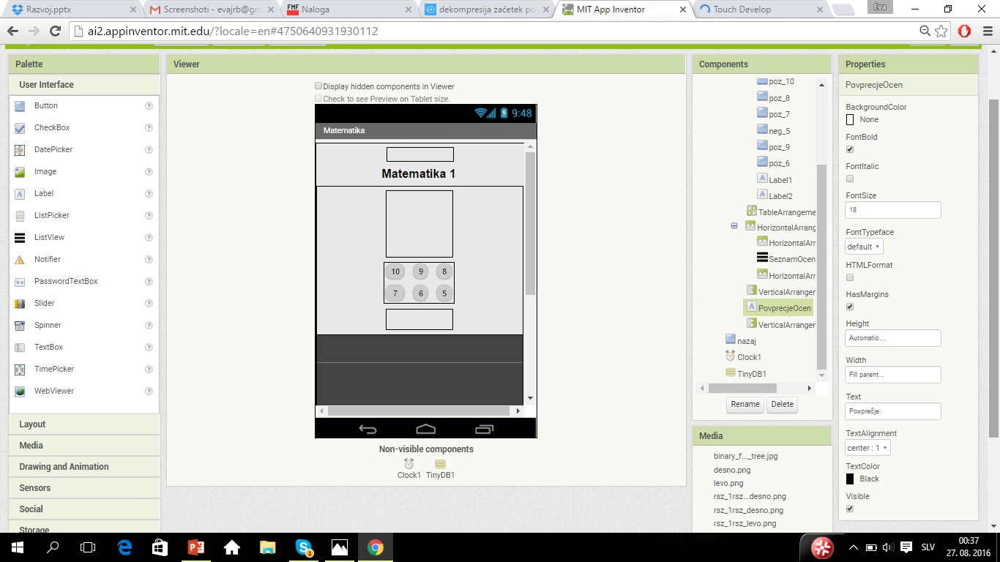 Razvoj.pptx
Screenshoti - evajrb@gm
FMF
Naloga
dekompresija začetek po
MIT App Inventor
Touch Develop
Eva
ai2.appinventor.mit.edu/?locale=en#4750640931930112
Palette
User Interface
Button
CheckBox
DatePicker
Image
Label
ListPicker
ListView
Notifier
PasswordTextBox
Slider
Spinner
TextBox
TimePicker
WebViewer
Layout
Media
Drawing and Animation
Sensors
Social
Storage
Viewer
Display hidden components in Viewer
Check to see Preview on Tablet size.
9:48
Matematika
Matematika 1
10 9 8
7 6 5
Non-visible components
Clock1 TinyDB1
Components
poz_10
poz_8
poz_7
neg_5
poz_9
poz_6
Label1
Label2
TableArrangeme
HorizontalArrang
HorizontalArr
SeznamOcen
HorizontalArr
VerticalArranger
PovprecjeOcen
VerticalArranger
nazaj
Clock1
TinyDB1
Rename Delete
Media
binary_f..._tree.jpg
desno.png
levo.png
rsz_1rsz...desno.png
rsz_1rsz_desno.png
rsz_1rsz_levo.png
Properties
PovprecjeOcen
BackgroundColor
None
FontBold
FontItalic
FontSize
18
FontTypeface
default
HTMLFormat
HasMargins
Height
Automatic...
Width
Fill parent...
Text
Povprečje:
TextAlignment
center : 1
TextColor
Black
Visible
1
SLV
00:37
27. 08. 2016